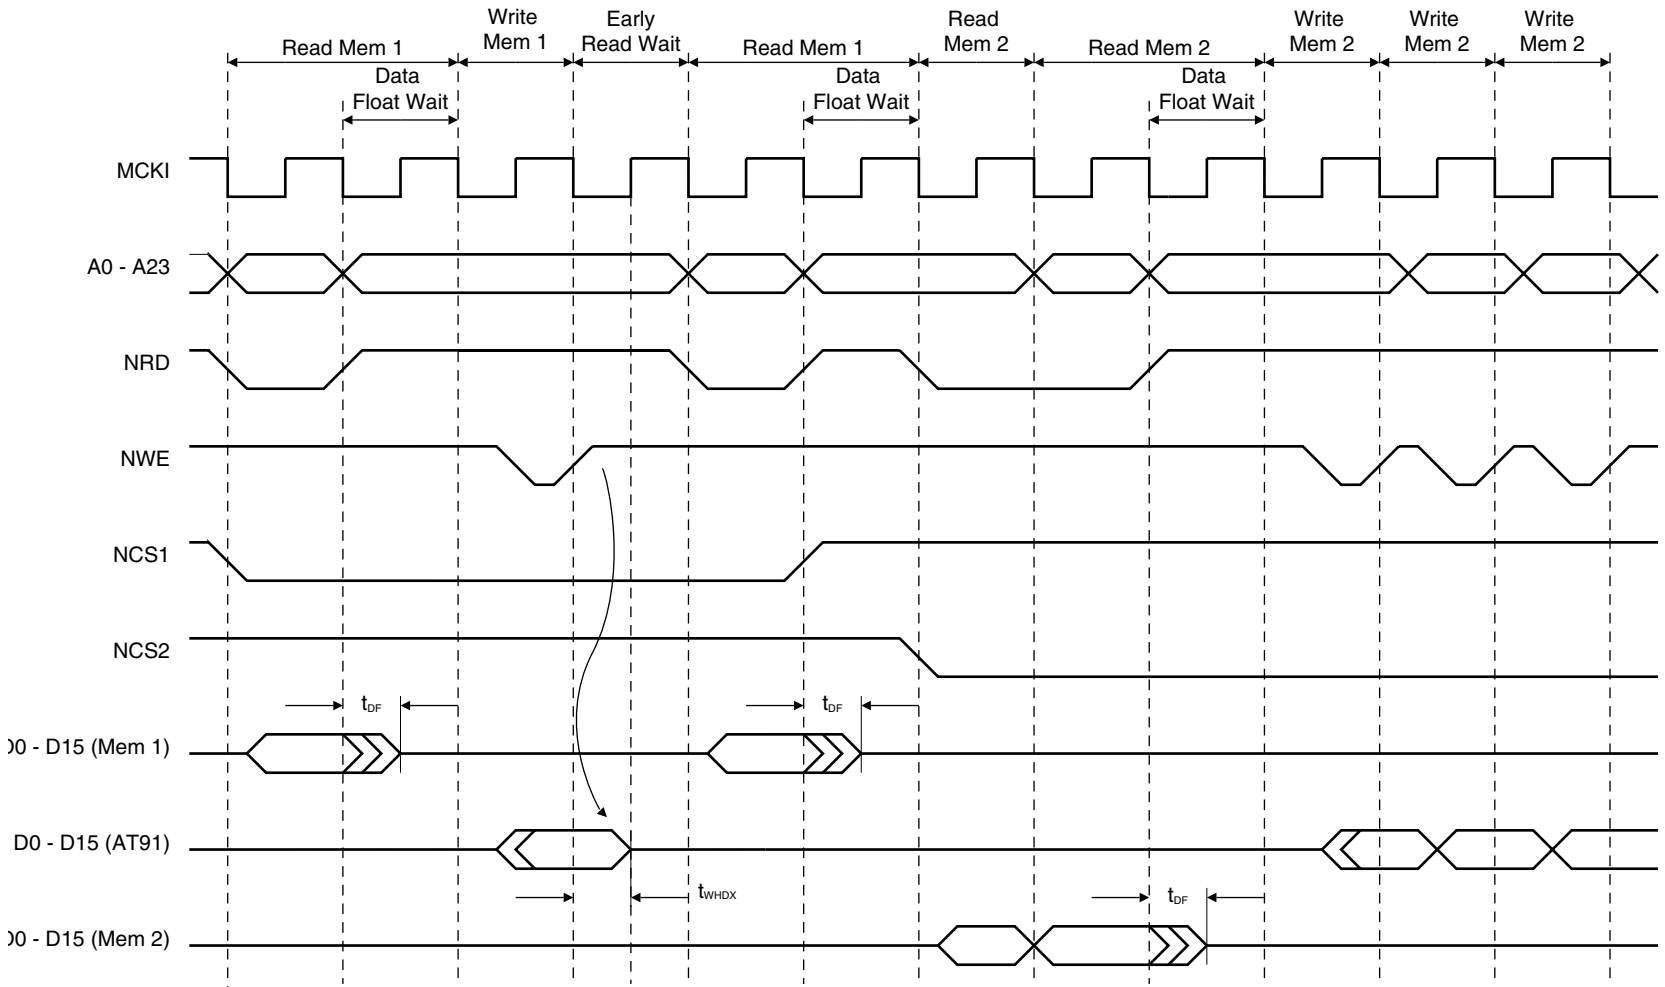 Read Mem 1
Write
Mem 1
Early
Read Wait
Read Mem 1
Read
Mem 2
Read Mem 2
Write
Mem 2
Write
Mem 2
Write
Mem 2
Data
Float Wait
Data
Float Wait
Data
Float Wait
MCKI
A0 - A23
NRD
NWE
NCS1
NCS2
tDF
tDF
D0 - D15 (Mem 1)
D0 - D15 (AT91)
tWHDX
tDF
D0 - D15 (Mem 2)